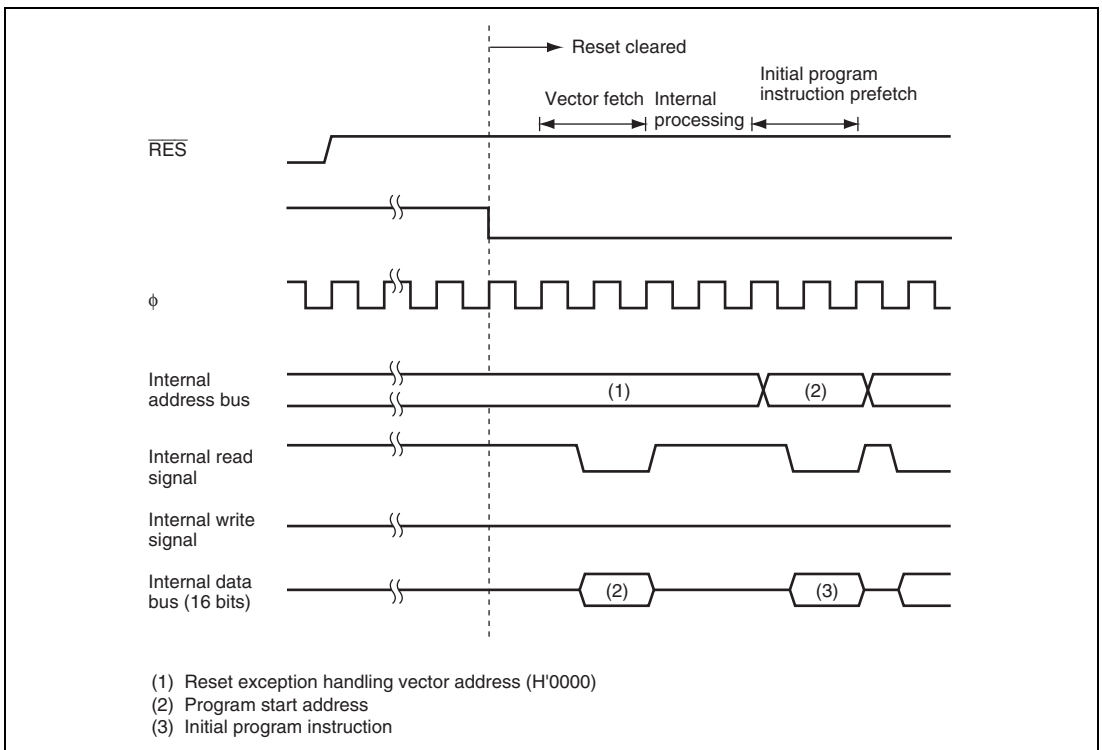 Reset cleared
Initial program
instruction prefetch
Vector fetch
Internal
processing
RES
φ
Internal
address bus
(1)
(2)
Internal read
signal
Internal write
signal
Internal data
bus (16 bits)
(2)
(3)
(1) Reset exception handling vector address (H'0000)
(2) Program start address
(3) Initial program instruction